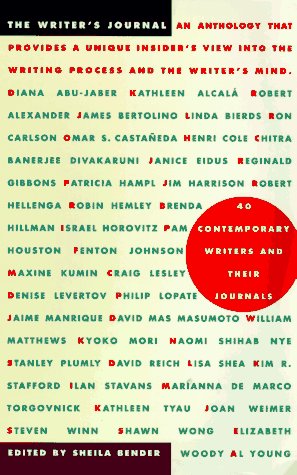 THE WRITER'S JOURNAL AN ANTHOLOGY THAT
PROVIDES A UNIQUE INSIDER'S VIEW INTO THE
WRITING PROCESS AND THE WRITER'S MIND.
DIANA ABU-JABER KATHLEEN ALCALÁ ROBERT
ALEXANDER JAMES BERTOLINO LINDA BIERDS RON
CARLSON OMAR S. CASTAÑEDA HENRI COLE CHITRA
BANERJEE DIVAKARUNI JANICE EIDUS REGINALD
GIBBONS PATRICIA HAMPL JIM HARRISON ROBERT
HELLENGA ROBIN HEMLEY BRENDA
HILLMAN ISRAEL HOROVITZ PAM
HOUSTON FENTON JOHNSON
MAXINE KUMIN CRAIG LESLEY
DENISE LEVERTOV PHILIP LOPATE
40
CONTEMPORARY
WRITERS AND
THEIR
JOURNALS
JAIME MANRIQUE DAVID MAS MASUMOTO WILLIAM
MATTHEWS KYOKO MORI NAOMI SHIHAB NYE
STANLEY PLUMLY DAVID REICH LISA SHEA KIM R.
STAFFORD ILAN STAVANS MARIANNA DE MARCO
TORGOVNICK KATHLEEN TYAU JOAN WEIMER
STEVEN WINN SHAWN WONG ELIZABETH
EDITED BY SHEILA BENDER WOODY AL YOUNG